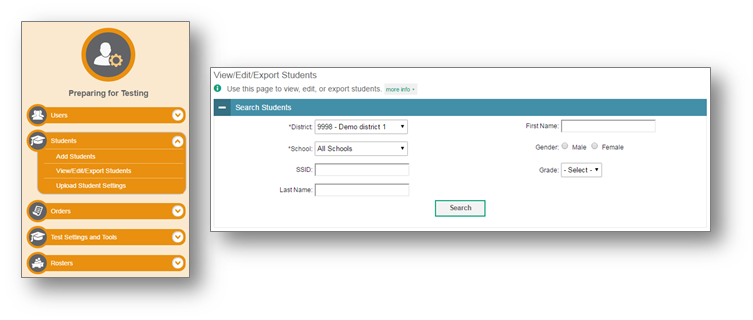 Preparing for Testing
Users
Students
Add Students
View/Edit/Export Students
Upload Student Settings
Orders
Test Settings and Tools
Rosters
View/Edit/Export Students
Use this page to view, edit, or export students. more info +
Search Students
*District: 9998 - Demo district 1 First Name:
*School: All Schools Gender: Male Female
SSID: Grade: - Select -
Last Name:
Search